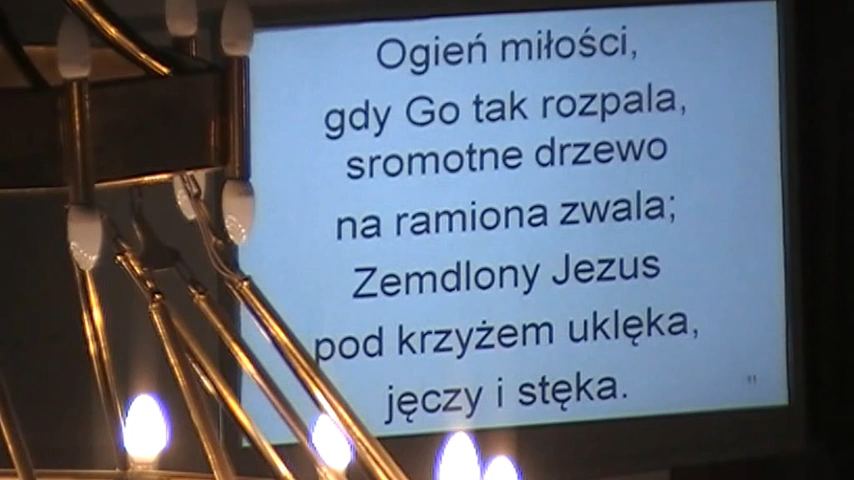 Ogień miłości,
gdy Go tak rozpala,
sromotne drzewo
na ramiona zwala;
Zemdlony Jezus
pod krzyżem uklęka,
jęczy i stęka.